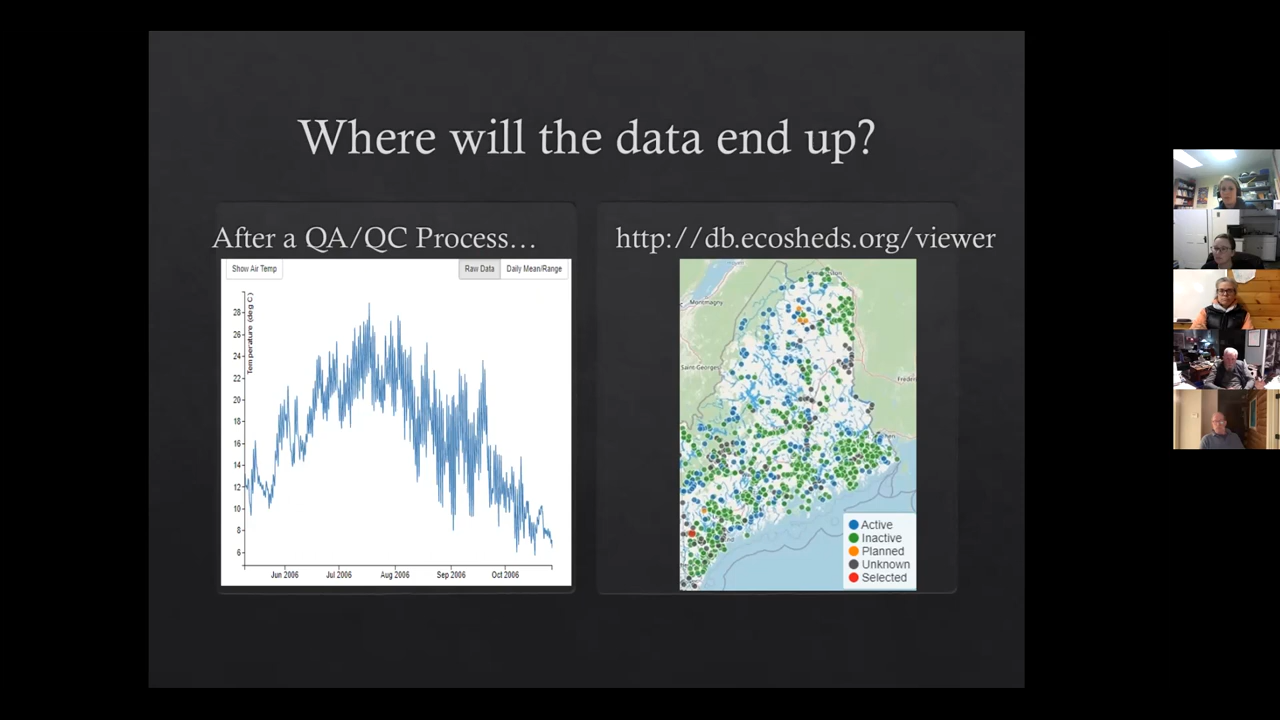 Where will the data end up?
After a QA/QC Process…
Show Air Temp
Raw Data
Daily Mean/Range
Temperature (deg C)
28
26
24
22
20
18
16
14
12
10
8
6
Jun 2006
Jul 2006
Aug 2006
Sep 2006
Oct 2006
http://db.ecosheds.org/viewer
Montmagny
Saint Georges
Active
Inactive
Planned
Unknown
Selected